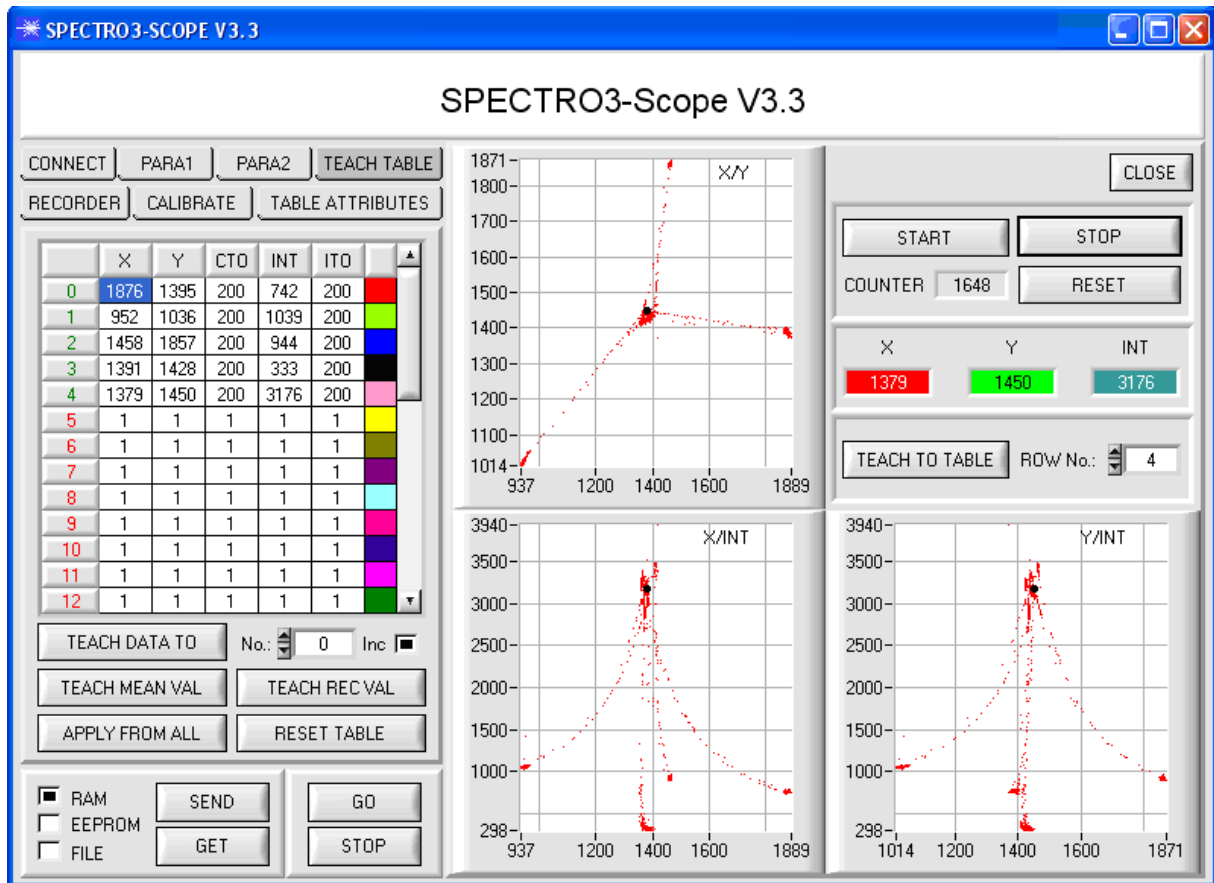 SPECTRO3-SCOPE V3.3
SPECTRO3-Scope V3.3
CONNECT PARA1 PARA2 TEACH TABLE
RECORDER CALIBRATE TABLE ATTRIBUTES
X Y CTO INT ITO
0 1876 1395 200 742 200
1 952 1036 200 1039 200
2 1458 1857 200 944 200
3 1391 1428 200 333 200
4 1379 1450 200 3176 200
5 1 1 1 1 1
6 1 1 1 1 1
7 1 1 1 1 1
8 1 1 1 1 1
9 1 1 1 1 1
10 1 1 1 1 1
11 1 1 1 1 1
12 1 1 1 1 1
TEACH DATA TO No.: 0 Inc
TEACH MEAN VAL TEACH REC VAL
APPLY FROM ALL RESET TABLE
RAM SEND GO
EEPROM
FILE GET STOP
X/Y
1871
1800
1700
1600
1500
1400
1300
1200
1100
1014
937 1200 1400 1600 1889
CLOSE
START STOP
COUNTER 1648 RESET
X Y INT
1379 1450 3176
TEACH TO TABLE ROW No.: 4
X/INT
3940
3500
3000
2500
2000
1500
1000
298
937 1200 1400 1600 1889
Y/INT
3940
3500
3000
2500
2000
1500
1000
298
1014 1200 1400 1600 1871